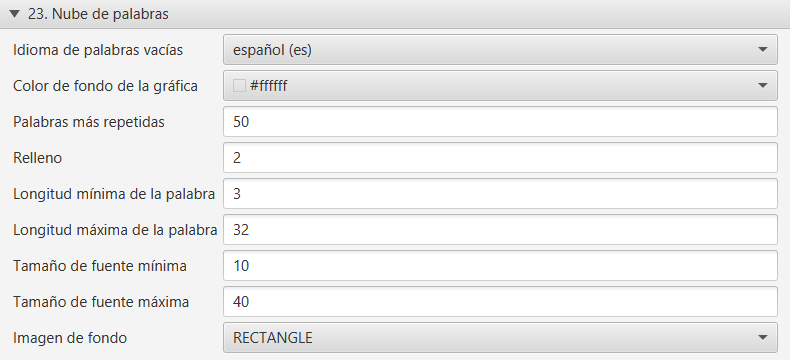 23. Nube de palabras
Idioma de palabras vacías español (es)
Color de fondo de la gráfica #ffffff
Palabras más repetidas 50
Relleno 2
Longitud mínima de la palabra 3
Longitud máxima de la palabra 32
Tamaño de fuente mínima 10
Tamaño de fuente máxima 40
Imagen de fondo RECTANGLE